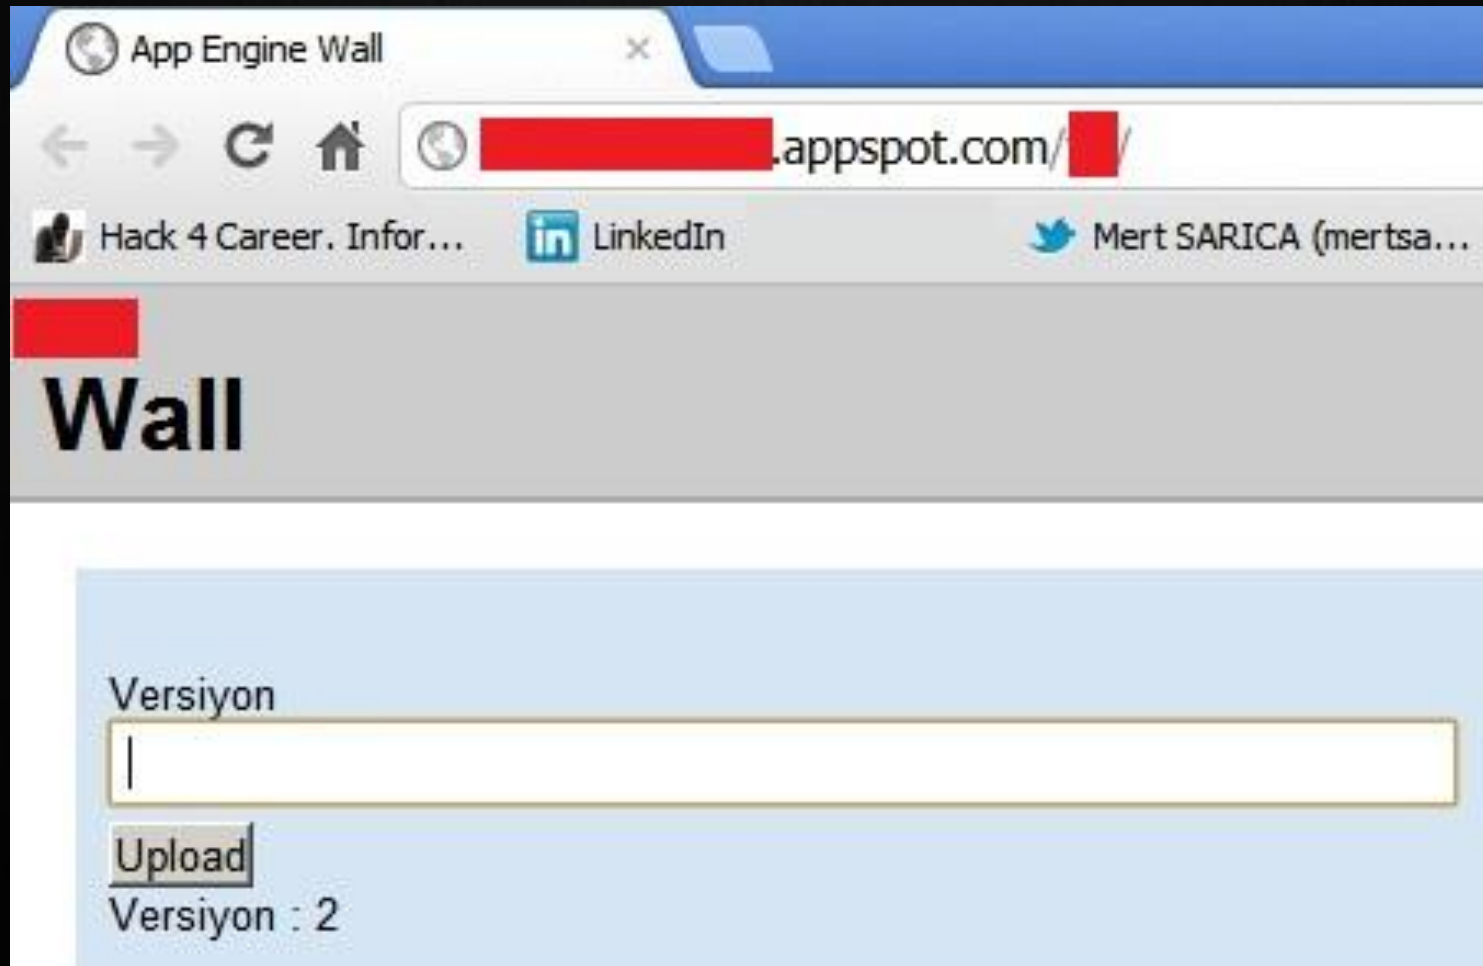 App Engine Wall
.appspot.com/ /
Hack 4 Career. Infor... LinkedIn Mert SARICA (mertsa...
Wall
Versiyon
Upload
Versiyon : 2